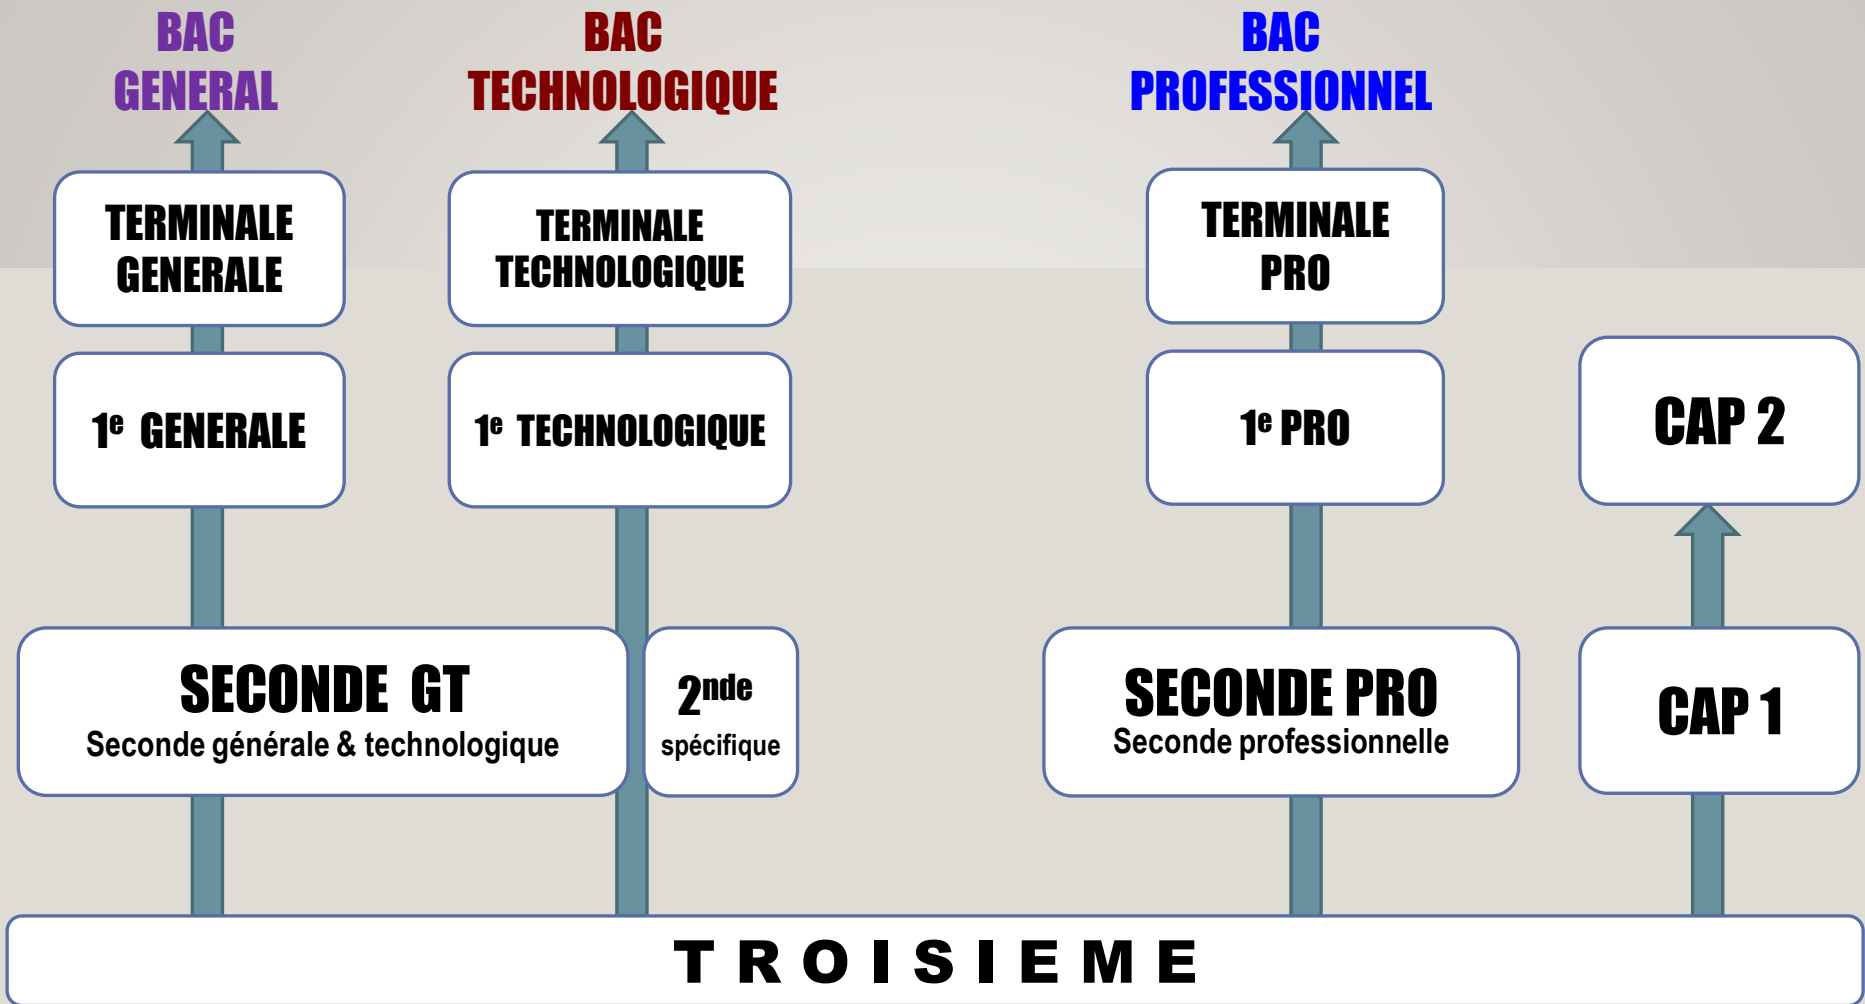 BAC
GENERAL
BAC
TECHNOLOGIQUE
BAC
PROFESSIONNEL
TERMINALE
GENERALE
TERMINALE
TECHNOLOGIQUE
TERMINALE
PRO
1e GENERALE
1e TECHNOLOGIQUE
1e PRO
CAP 2
SECONDE GT
Seconde générale & technologique
2nde
spécifique
SECONDE PRO
Seconde professionnelle
CAP 1
T R O I S I E M E